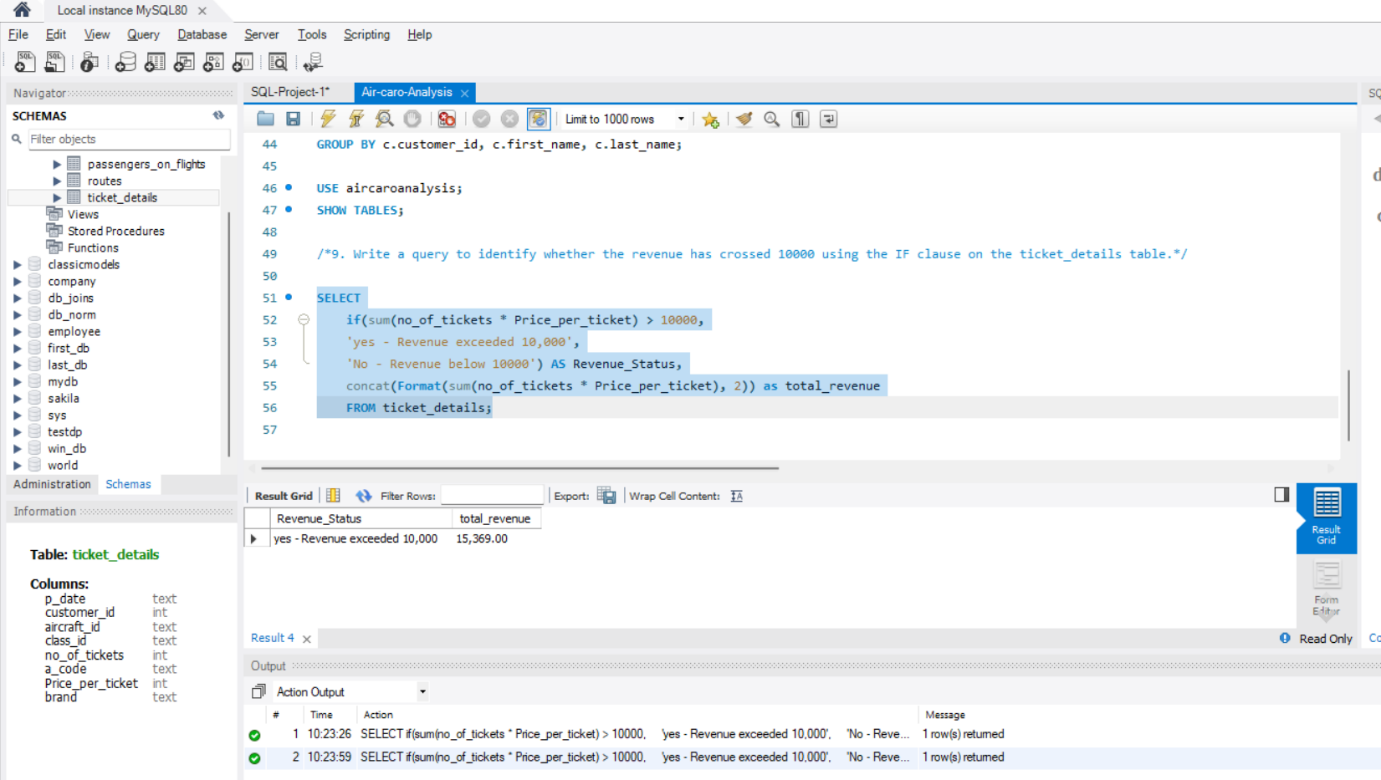 Local instance MySQL80 ×
File Edit View Query Database Server Tools Scripting Help
Navigator
SCHEMAS
Filter objects
passengers_on_flights
routes
ticket_details
Views
Stored Procedures
Functions
classicmodels
company
db_joins
db_norm
employee
first_db
last_db
mydb
sakila
sys
testdp
win_db
world
Administration Schemas
Information
Table: ticket_details
Columns:
p_date text
customer_id int
aircraft_id text
class_id text
no_of_tickets int
a_code text
Price_per_ticket int
brand text
SQL-Project-1* Air-caro-Analysis × SQ
Limit to 1000 rows
44 GROUP BY c.customer_id, c.first_name, c.last_name;
45
46 USE aircaroanalysis;
47 SHOW TABLES;
48
49 /*9. Write a query to identify whether the revenue has crossed 10000 using the IF clause on the ticket_details table.*/
50
51 SELECT
52 if(sum(no_of_tickets * Price_per_ticket) > 10000,
53 'yes - Revenue exceeded 10,000',
54 'No - Revenue below 10000') AS Revenue_Status,
55 concat(Format(sum(no_of_tickets * Price_per_ticket), 2)) as total_revenue
56 FROM ticket_details;
57
Result Grid Filter Rows: Export: Wrap Cell Content:
Revenue_Status total_revenue
yes - Revenue exceeded 10,000 15,369.00
Result
Grid
Form
Editor
Result 4 × Read Only Co
Output
Action Output
# Time Action Message
1 10:23:26 SELECT if(sum(no_of_tickets * Price_per_ticket) > 10000, 'yes - Revenue exceeded 10,000', 'No - Reve... 1 row(s) returned
2 10:23:59 SELECT if(sum(no_of_tickets * Price_per_ticket) > 10000, 'yes - Revenue exceeded 10,000', 'No - Reve... 1 row(s) returned